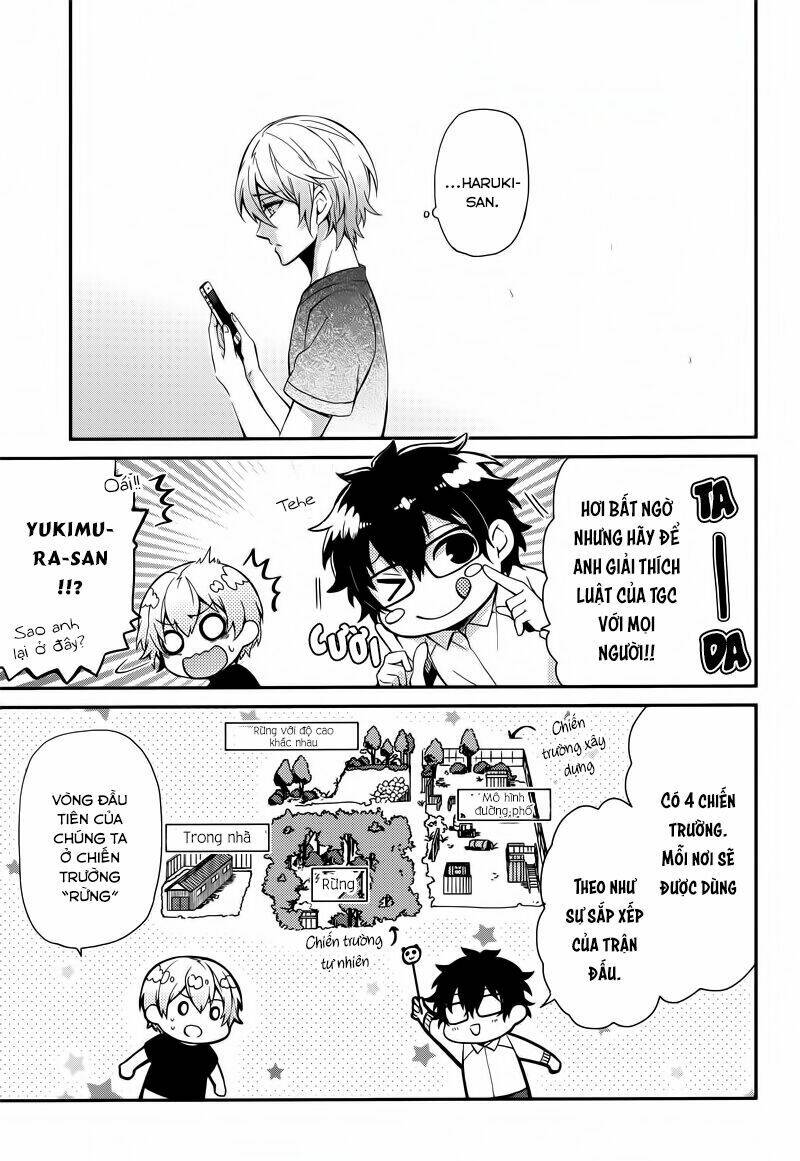 ...HARUKI-
SAN.
TA
DA
HƠI BẤT NGỜ
NHƯNG HÃY ĐỂ
ANH GIẢI THÍCH
LUẬT CỦA TGC
VỚI MỌI
NGƯỜI!!
Tehe
CƯỜI
Oái!!
YUKIMU-
RA-SAN
!!?
Sao anh
lại ở đây?
CÓ 4 CHIẾN
TRƯỜNG.
MỖI NƠI SẼ
ĐƯỢC DÙNG
THEO NHƯ
SƯ SẮP XẾP
CỦA TRẬN
ĐẤU.
Chiến
trường xây
dưng
Rừng với độ cao
khấc nhau
Mô hình
đường phố
Trong nhà
Rừng
Chiến trường
tự nhiên
VÒNG ĐẦU
TIÊN CỦA
CHÚNG TA
Ở CHIẾN
TRƯỜNG
"RỪNG"